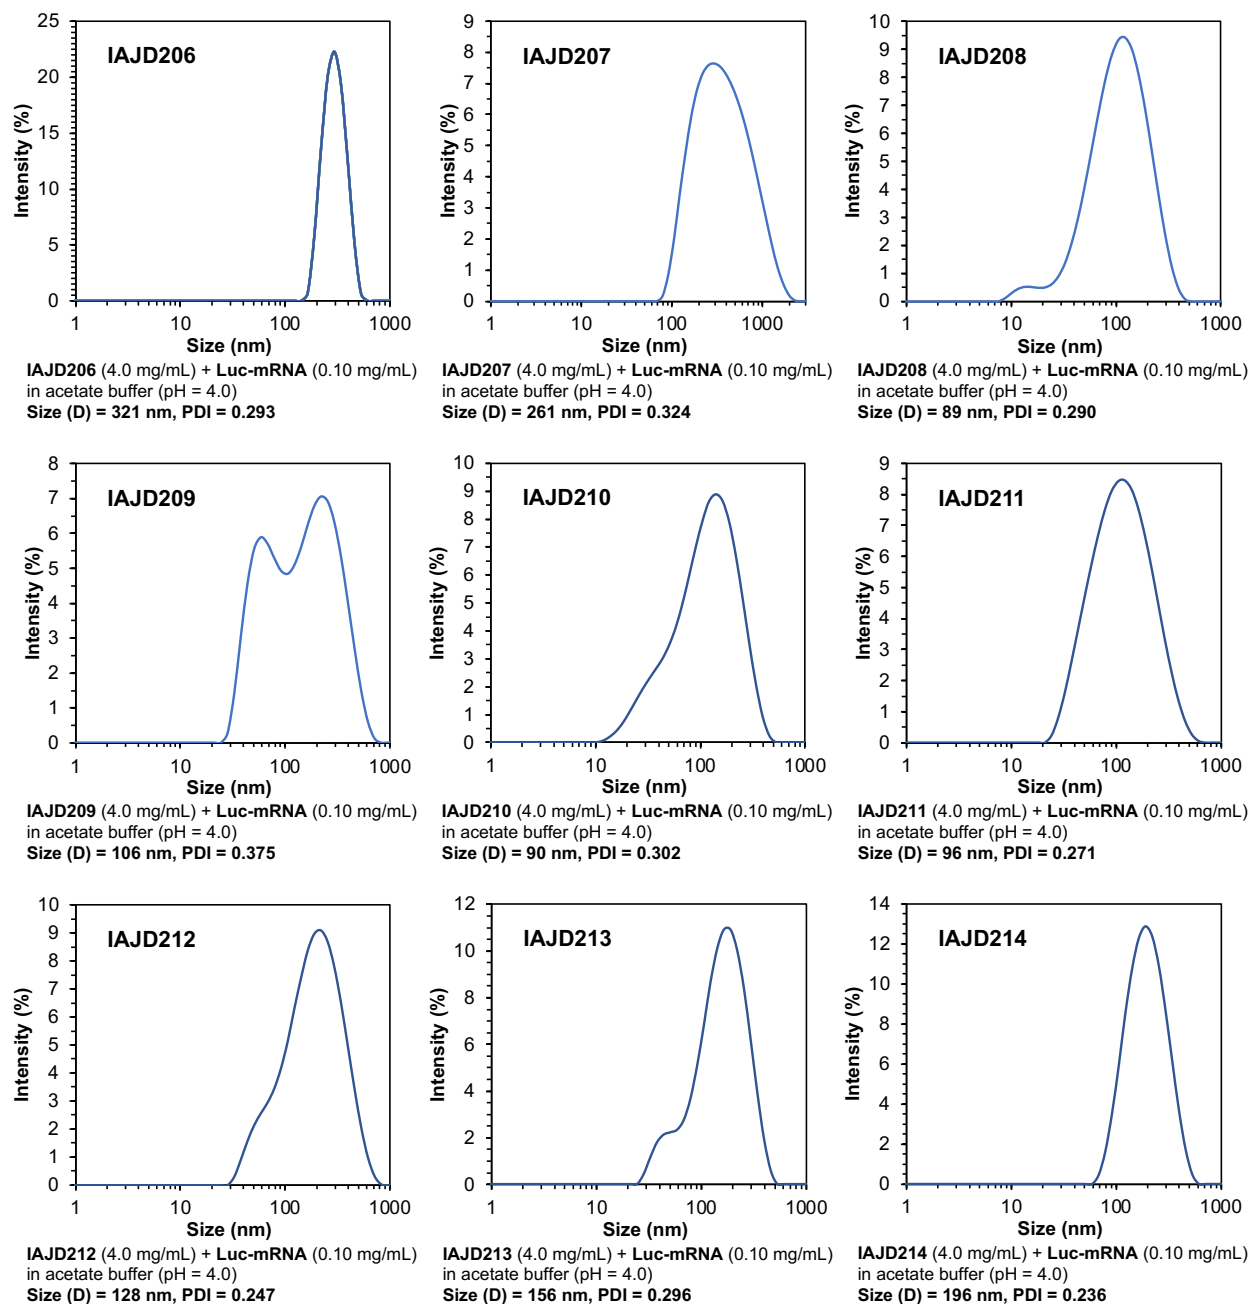 IAJD206
Intensity (%)
25
20
15
10
5
0
1 10 100 1000
Size (nm)
IAJD206 (4.0 mg/mL) + Luc-mRNA (0.10 mg/mL)
in acetate buffer (pH = 4.0)
Size (D) = 321 nm, PDI = 0.293
IAJD207
Intensity (%)
9
8
7
6
5
4
3
2
1
0
1 10 100 1000
Size (nm)
IAJD207 (4.0 mg/mL) + Luc-mRNA (0.10 mg/mL)
in acetate buffer (pH = 4.0)
Size (D) = 261 nm, PDI = 0.324
IAJD208
Intensity (%)
10
9
8
7
6
5
4
3
2
1
0
1 10 100 1000
Size (nm)
IAJD208 (4.0 mg/mL) + Luc-mRNA (0.10 mg/mL)
in acetate buffer (pH = 4.0)
Size (D) = 89 nm, PDI = 0.290
IAJD209
Intensity (%)
8
7
6
5
4
3
2
1
0
1 10 100 1000
Size (nm)
IAJD209 (4.0 mg/mL) + Luc-mRNA (0.10 mg/mL)
in acetate buffer (pH = 4.0)
Size (D) = 106 nm, PDI = 0.375
IAJD210
Intensity (%)
10
9
8
7
6
5
4
3
2
1
0
1 10 100 1000
Size (nm)
IAJD210 (4.0 mg/mL) + Luc-mRNA (0.10 mg/mL)
in acetate buffer (pH = 4.0)
Size (D) = 90 nm, PDI = 0.302
IAJD211
Intensity (%)
9
8
7
6
5
4
3
2
1
0
1 10 100 1000
Size (nm)
IAJD211 (4.0 mg/mL) + Luc-mRNA (0.10 mg/mL)
in acetate buffer (pH = 4.0)
Size (D) = 96 nm, PDI = 0.271
IAJD212
Intensity (%)
10
9
8
7
6
5
4
3
2
1
0
1 10 100 1000
Size (nm)
IAJD212 (4.0 mg/mL) + Luc-mRNA (0.10 mg/mL)
in acetate buffer (pH = 4.0)
Size (D) = 128 nm, PDI = 0.247
IAJD213
Intensity (%)
12
10
8
6
4
2
0
1 10 100 1000
Size (nm)
IAJD213 (4.0 mg/mL) + Luc-mRNA (0.10 mg/mL)
in acetate buffer (pH = 4.0)
Size (D) = 156 nm, PDI = 0.296
IAJD214
Intensity (%)
14
12
10
8
6
4
2
0
1 10 100 1000
Size (nm)
IAJD214 (4.0 mg/mL) + Luc-mRNA (0.10 mg/mL)
in acetate buffer (pH = 4.0)
Size (D) = 196 nm, PDI = 0.236